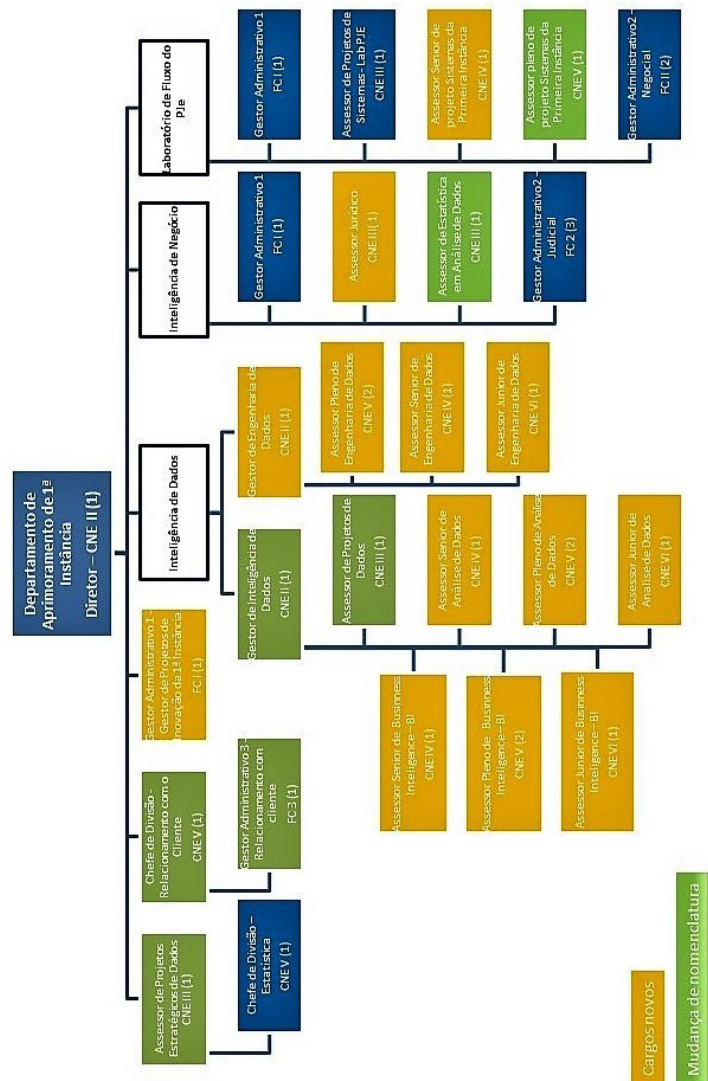 Departamento de
Aprimoramento de 1ª
Instância
Diretor – CNE II (1)
Assessor de Projetos
Estratégicos de Dados
CNE III (1)
Chefe de Divisão –
Estatística
CNE V (1)
Chefe de Divisão -
Relacionamento com o
Cliente
CNE V (1)
Gestor Administrativo 3 -
Relacionamento com
cliente
FC 3 (1)
Gestor Administrativo 1 -
Gestor de Projetos de
Inovação da 1ª Instância
FC I (1)
Inteligência de Dados
Gestor de Inteligência de
Dados
CNE II (1)
Assessor de Projetos de
Dados
CNE III (1)
Assessor Senior de
Análise de Dados
CNE IV (1)
Assessor Pleno de Análise
de Dados
CNE V (2)
Assessor Junior de
Análise de Dados
CNE VI (1)
Assessor Senior de Businness
Inteligence – BI
CNE IV (1)
Assessor Pleno de Businness
Inteligence – BI
CNE V (2)
Assessor Junior de Businness
Inteligence – BI
CNE VI (1)
Gestor de Engenharia de
Dados
CNE II (1)
Assessor Pleno de
Engenharia de Dados
CNE V (2)
Assessor Senior de
Engenharia de Dados
CNE IV (1)
Assessor Junior de
Engenharia de Dados
CNE VI (1)
Inteligência de Negócio
Gestor Administrativo 1
FC I (1)
Assessor Jurídico
CNE III (1)
Assessor de Estatística
em Análise de Dados
CNE III (1)
Gestor Administrativo 2 –
Judicial
FC 2 (3)
Laboratório de Fluxo do
PJe
Gestor Administrativo 1
FC I (1)
Assessor de Projetos de
Sistemas - Lab PJE
CNE III (1)
Assessor Senior de
projeto Sistemas da
Primeira Instância
CNE IV (1)
Assessor pleno de
projeto Sistemas da
Primeira Instância
CNE V (1)
Gestor Administrativo2 –
Negocial
FC II (2)
Cargos novos
Mudança de nomenclatura